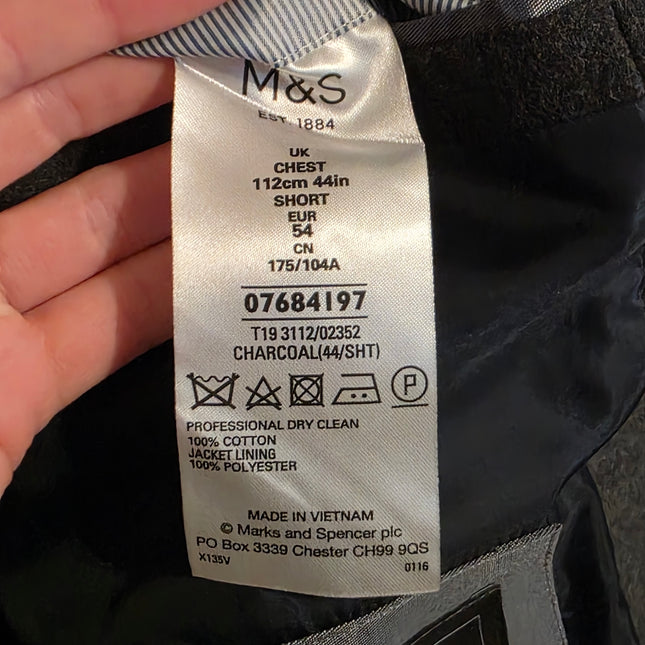 M&S
EST. 1884
UK
CHEST
112cm 44in
SHORT
EUR
54
CN
175/104A
07684197
T19 3112/02352
CHARCOAL(44/SHT)
P
PROFESSIONAL DRY CLEAN
100% COTTON
JACKET LINING
100% POLYESTER
MADE IN VIETNAM
© Marks and Spencer plc
PO Box 3339 Chester CH99 9QS
X135V 0116